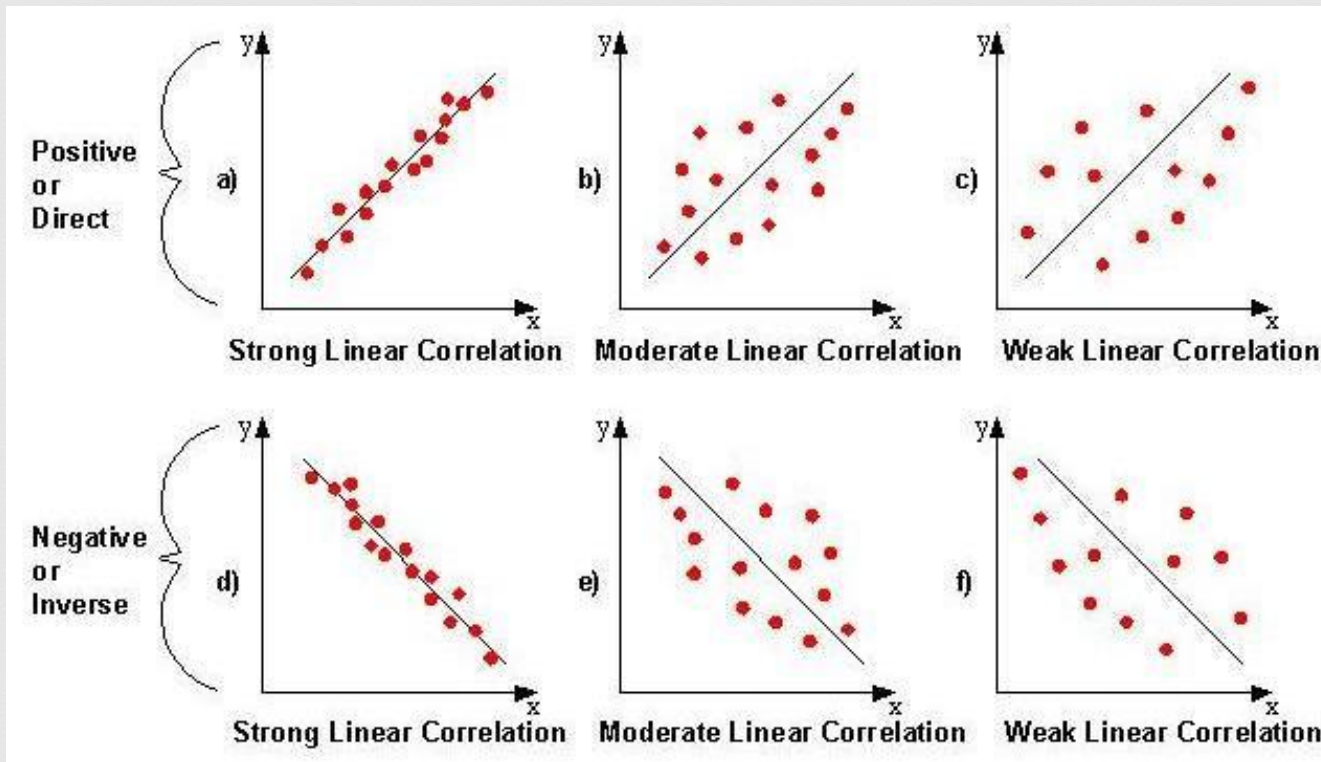 Positive
or
Direct
a)
y
x
Strong Linear Correlation
b)
y
x
Moderate Linear Correlation
c)
y
x
Weak Linear Correlation
Negative
or
Inverse
d)
y
x
Strong Linear Correlation
e)
y
x
Moderate Linear Correlation
f)
y
x
Weak Linear Correlation